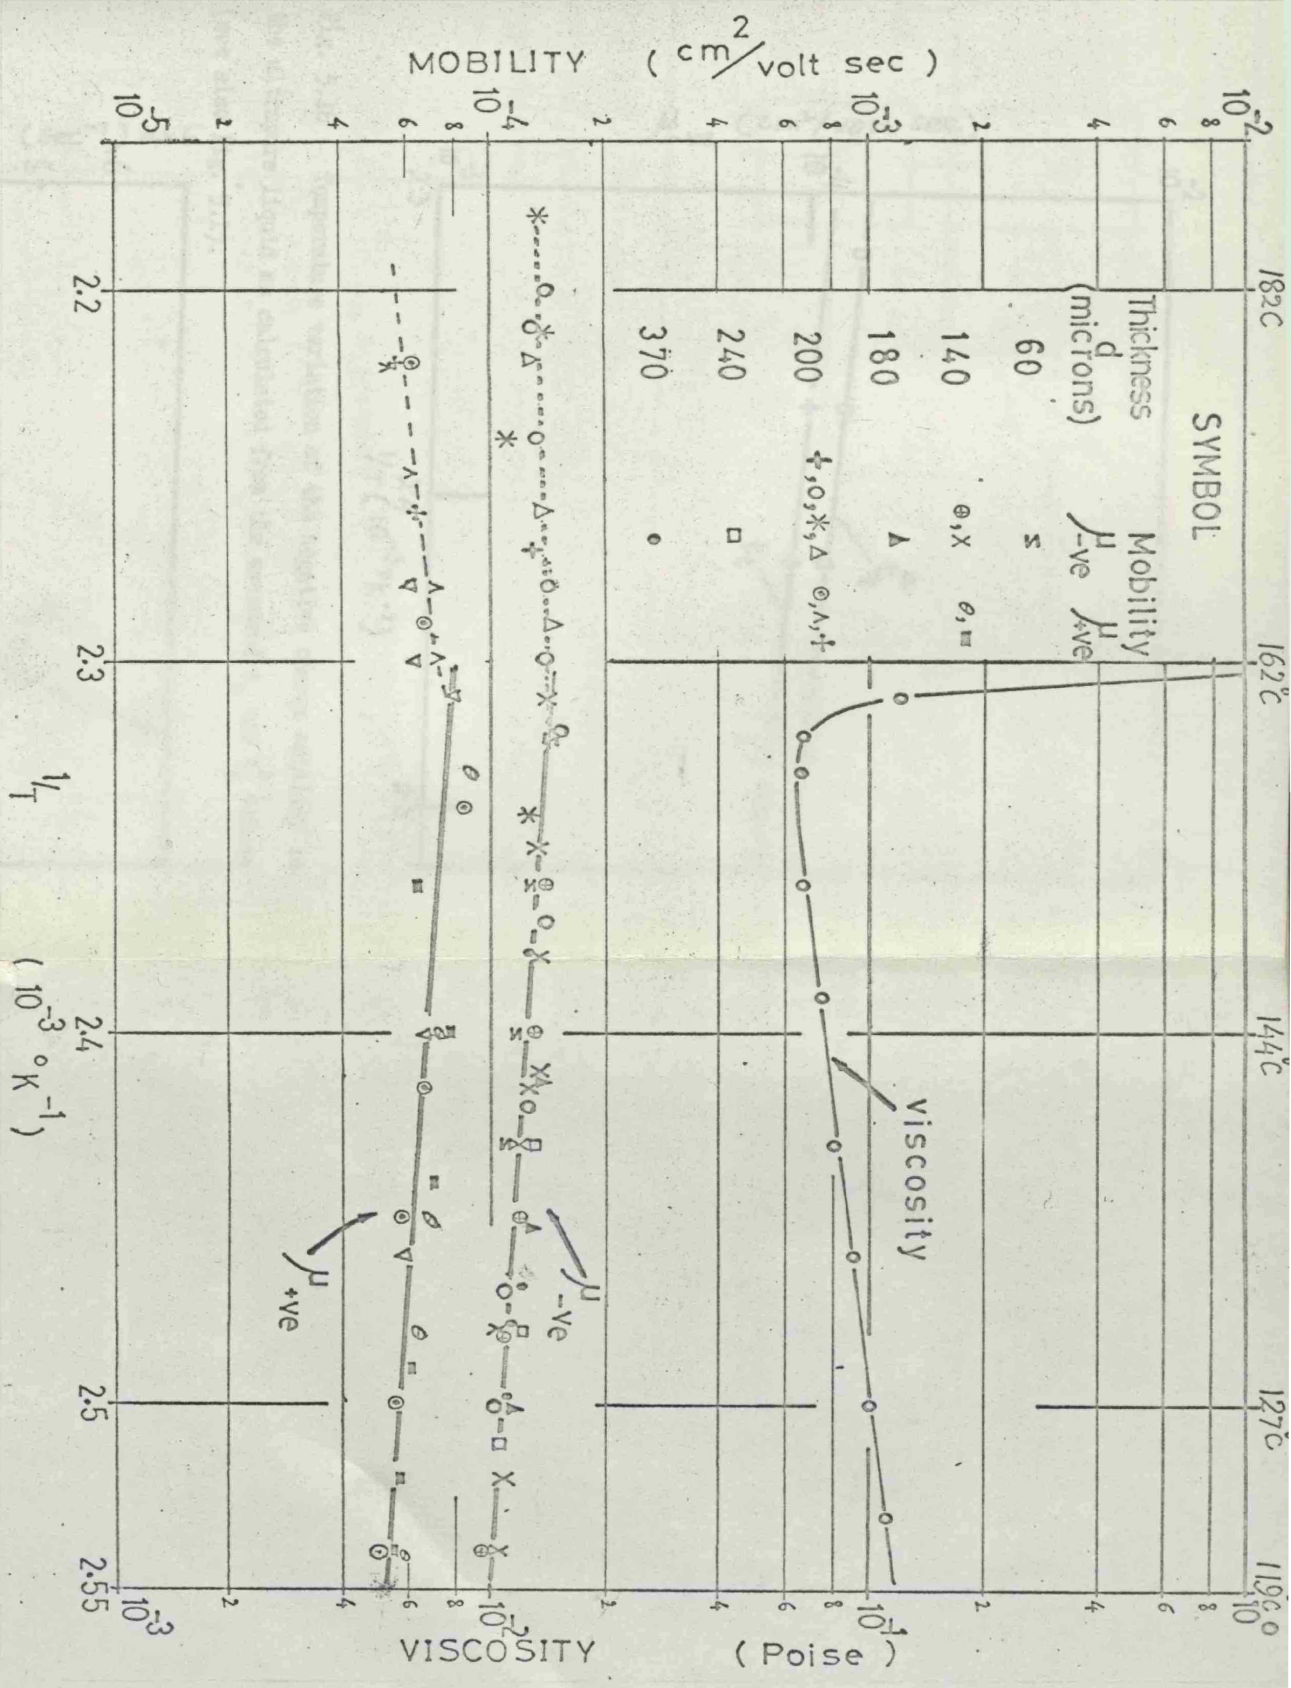 MOBILITY ( cm²/volt sec )
10⁻⁵ 2 4 6 8 10⁻⁴ 2 4 6 8 10⁻³ 2 4 6 8 10⁻²
182C 162°C 144°C 127°C 119C°
SYMBOL
Thickness d (microns) Mobility
μ -ve μ +ve
60 ⴳ
140 ⊕,X θ,■
180 ▲
200 +,O,*,Δ ⊙,Λ,+
240 □
370 •
viscosity
μ -ve
μ +ve
2.2 2.3 2.4 2.5 2.55
1/T ( 10⁻³ °K⁻¹ )
10⁻³ 2 4 6 8 10⁻² 2 4 6 8 10⁻¹ 2 4 6 8 10⁰
VISCOSITY ( Poise )